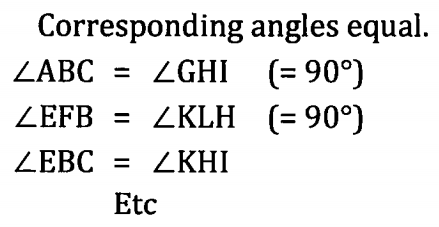 Corresponding angles equal.
∠ABC = ∠GHI (= 90°)
∠EFB = ∠KLH (= 90°)
∠EBC = ∠KHI
Etc